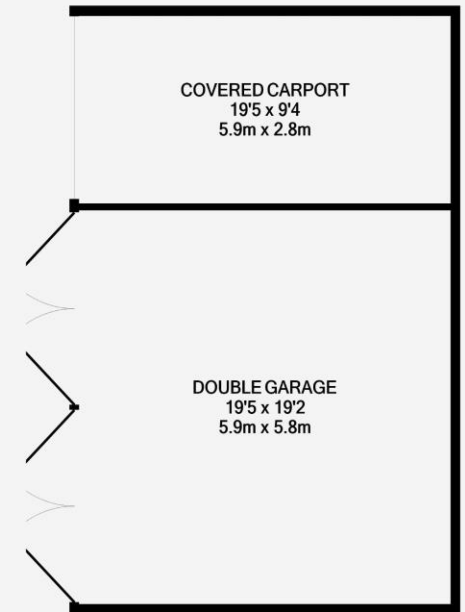 COVERED CARPORT
19'5 x 9'4
5.9m x 2.8m
DOUBLE GARAGE
19'5 x 19'2
5.9m x 5.8m